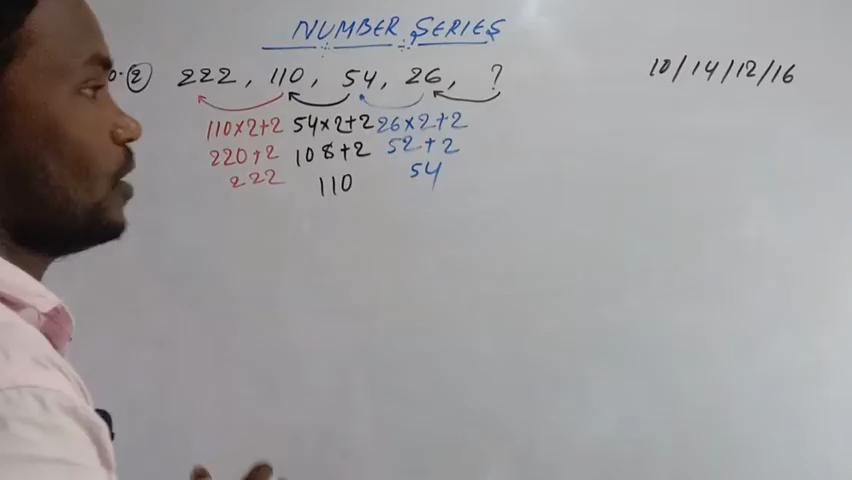 NUMBER SERIES
② 222, 110, 54, 26, ?
10/14/12/16
110×2+2 54×2+2 26×2+2
220+2 108+2 52+2
222 110 54